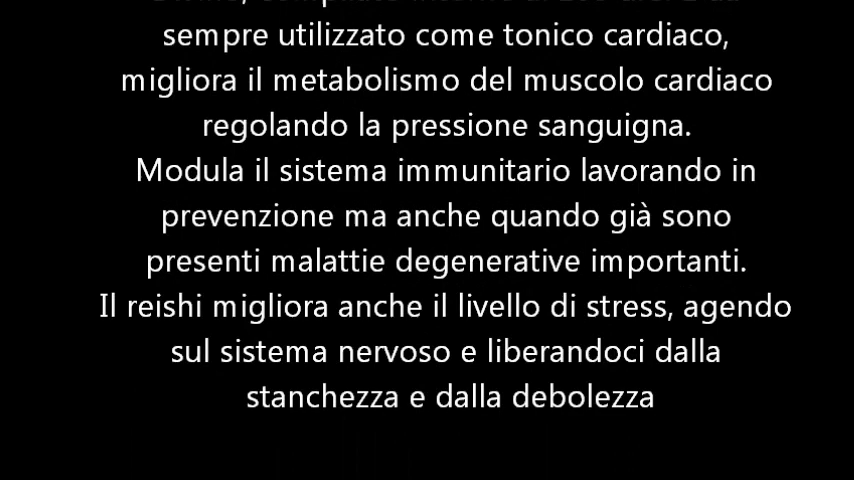 sempre utilizzato come tonico cardiaco,
migliora il metabolismo del muscolo cardiaco
regolando la pressione sanguigna.
Modula il sistema immunitario lavorando in
prevenzione ma anche quando già sono
presenti malattie degenerative importanti.
Il reishi migliora anche il livello di stress, agendo
sul sistema nervoso e liberandoci dalla
stanchezza e dalla debolezza